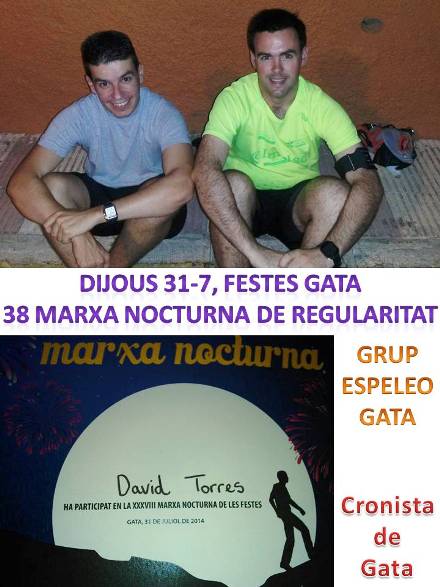 DIJOUS 31-7, FESTES GATA
38 MARXA NOCTURNA DE REGULARITAT
marxa nocturna
David Torres
HA PARTICIPAT EN LA XXXVIII MARXA NOCTURNA DE LES FESTES
GATA, 31 DE JULIOL DE 2014
GRUP
ESPELEO
GATA
Cronista
de
Gata